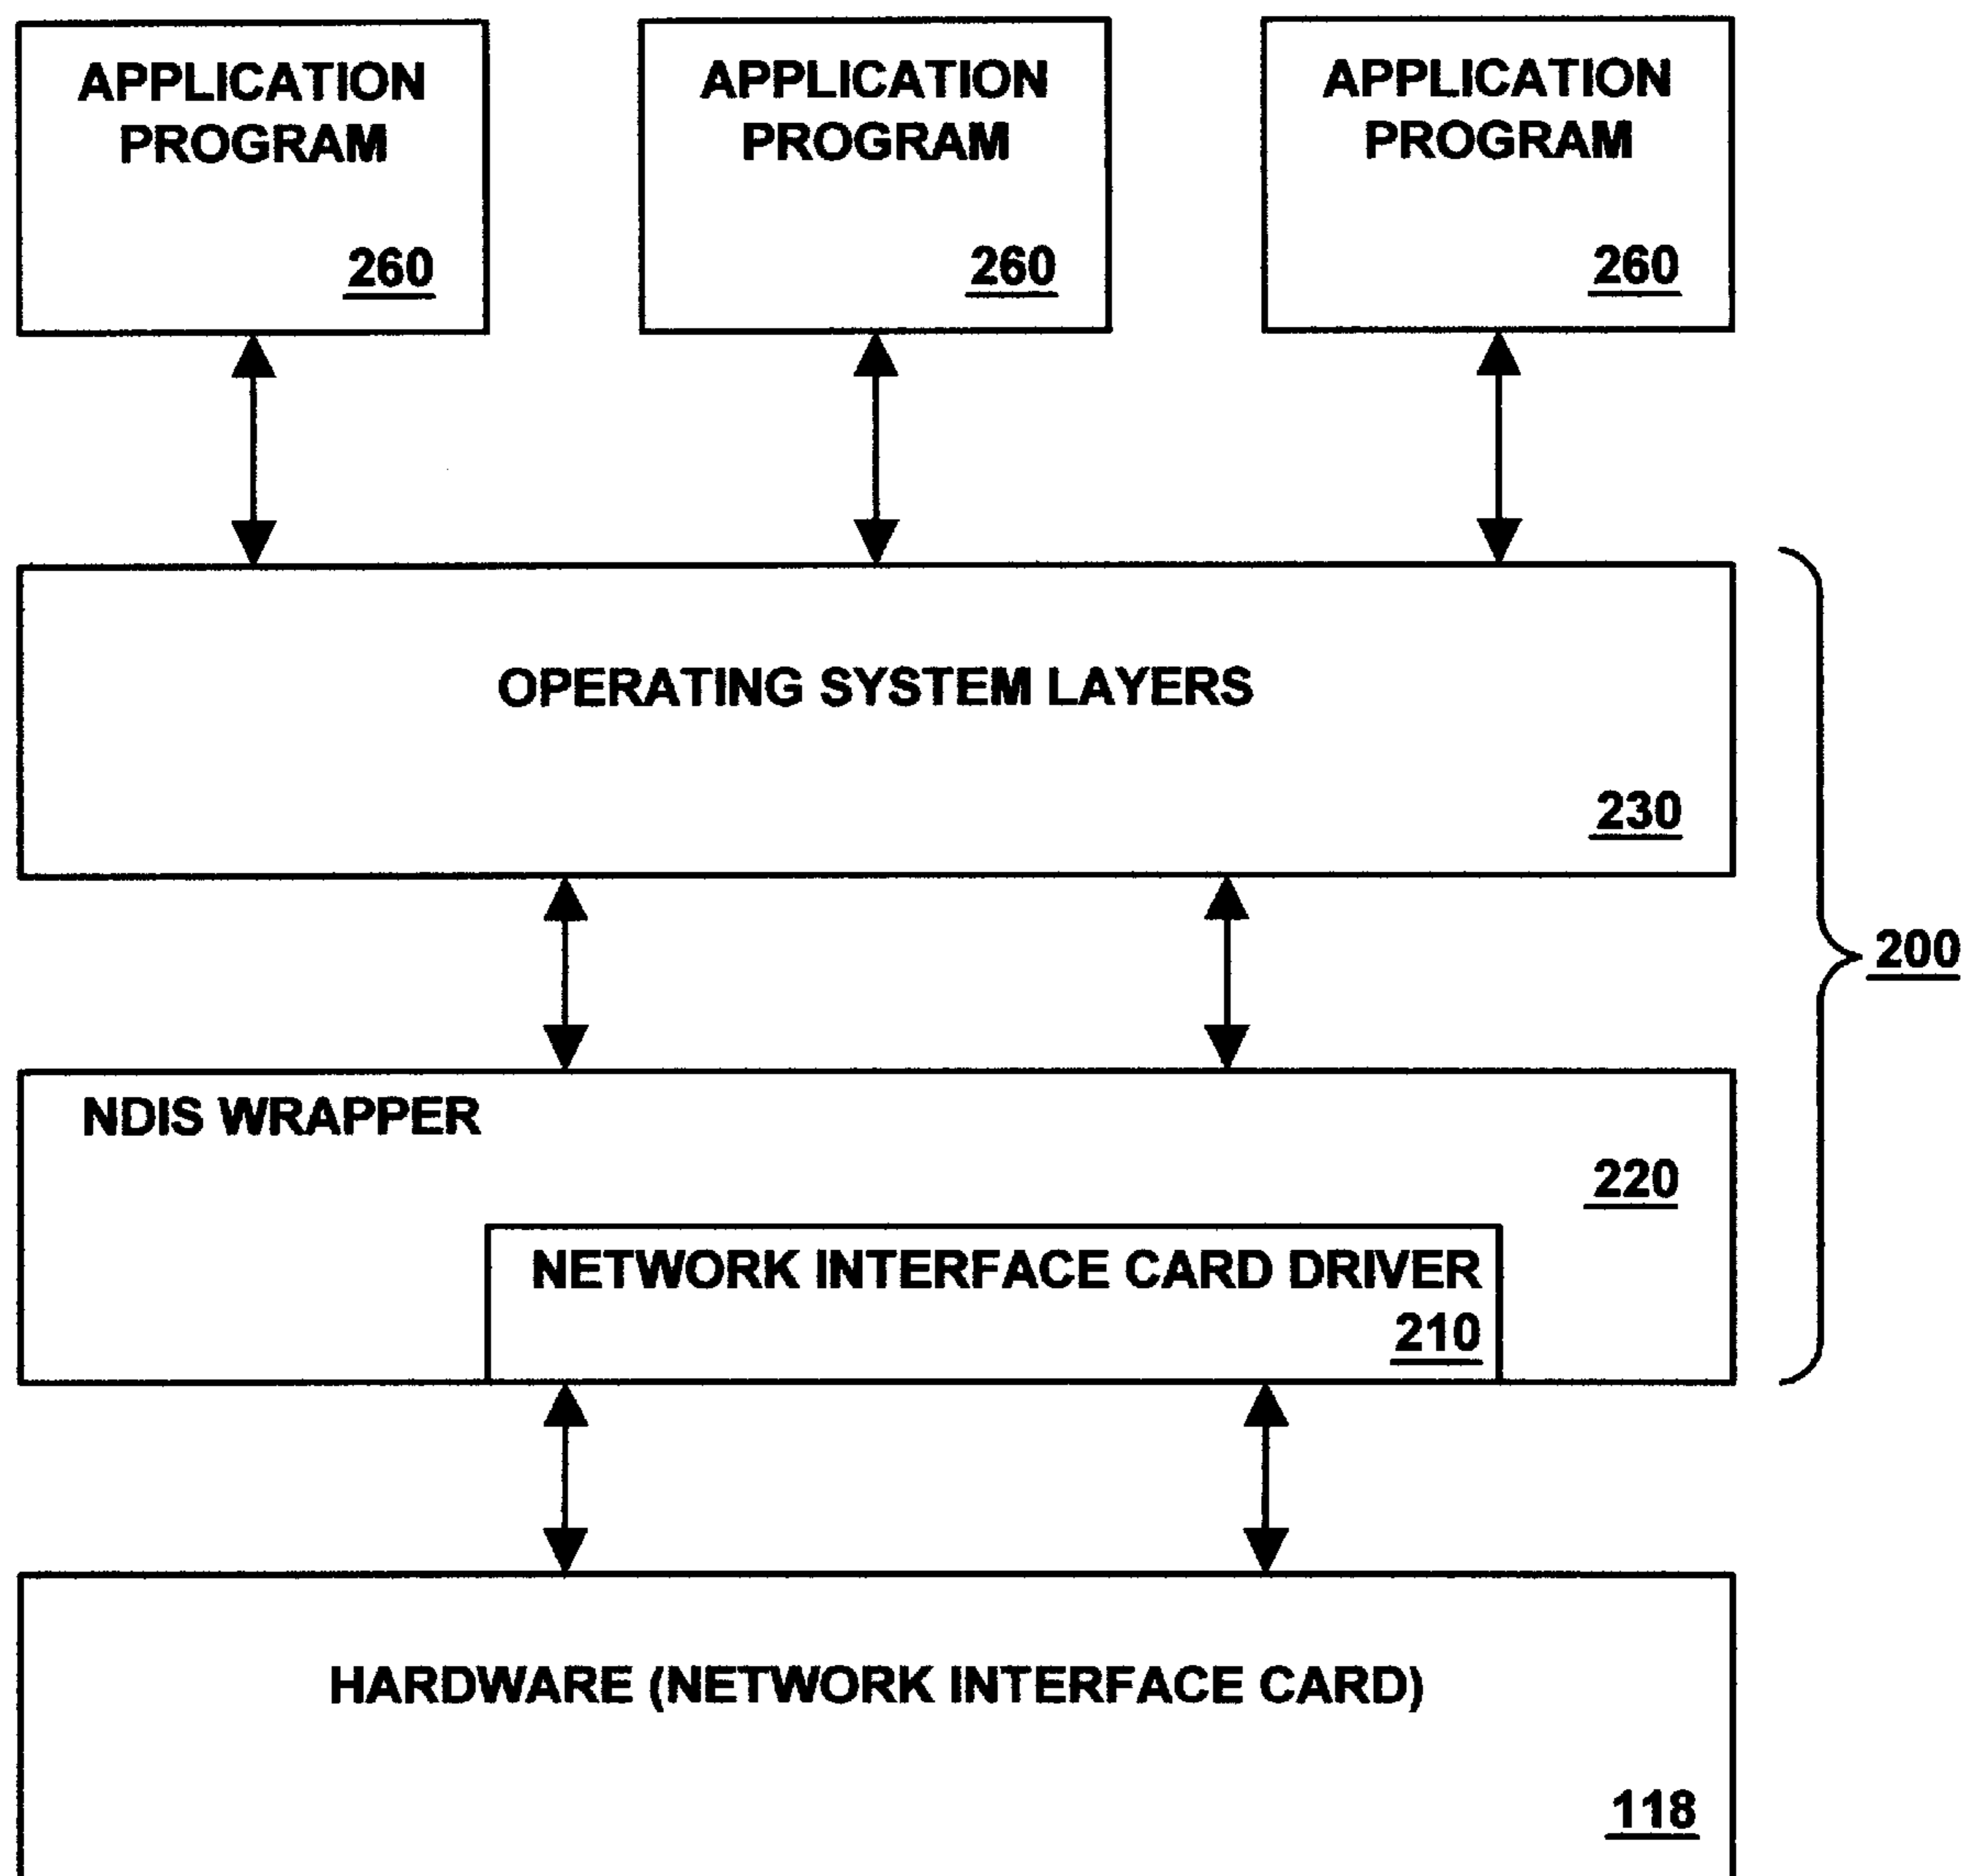 APPLICATION
PROGRAM
260
APPLICATION
PROGRAM
260
APPLICATION
PROGRAM
260
OPERATING SYSTEM LAYERS
230
200
NDIS WRAPPER
220
NETWORK INTERFACE CARD DRIVER
210
HARDWARE (NETWORK INTERFACE CARD)
118